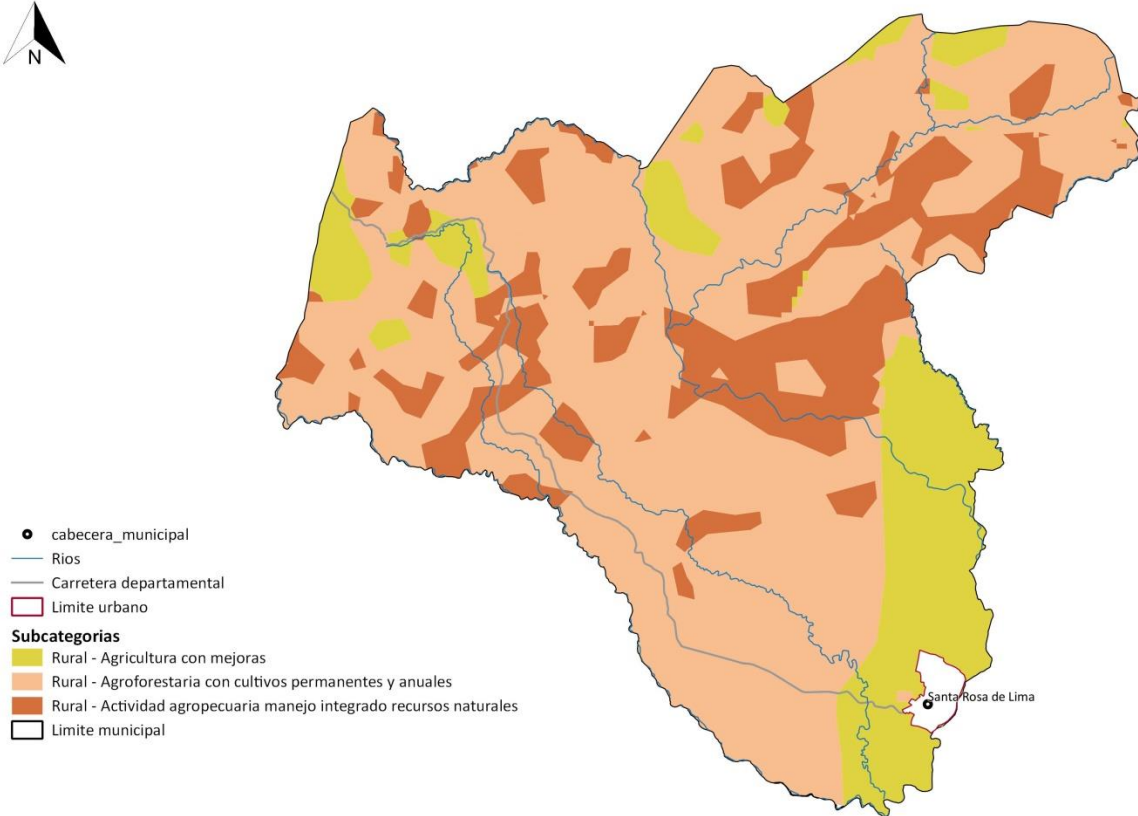 N
cabecera_municipal
Rios
Carretera departamental
Limite urbano
Subcategorias
Rural - Agricultura con mejoras
Rural - Agroforestaria con cultivos permanentes y anuales
Rural - Actividad agropecuaria manejo integrado recursos naturales
Limite municipal
Santa Rosa de Lima